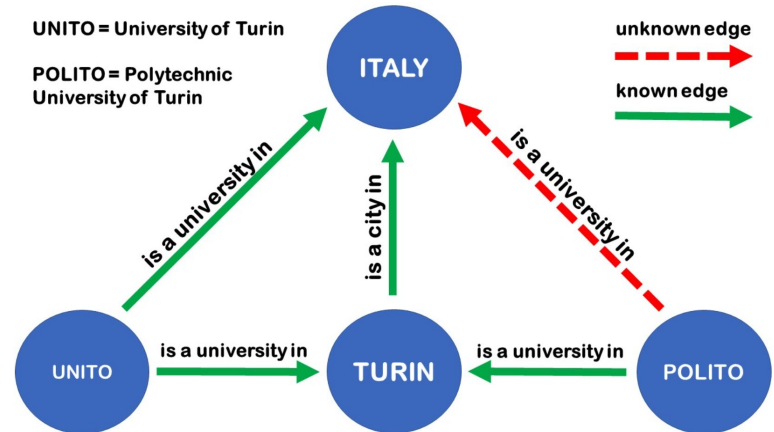 UNITO = University of Turin
POLITO = Polytechnic
University of Turin
ITALY
unknown edge
known edge
is a university in
is a city in
is a university in
UNITO
is a university in
TURIN
is a university in
POLITO